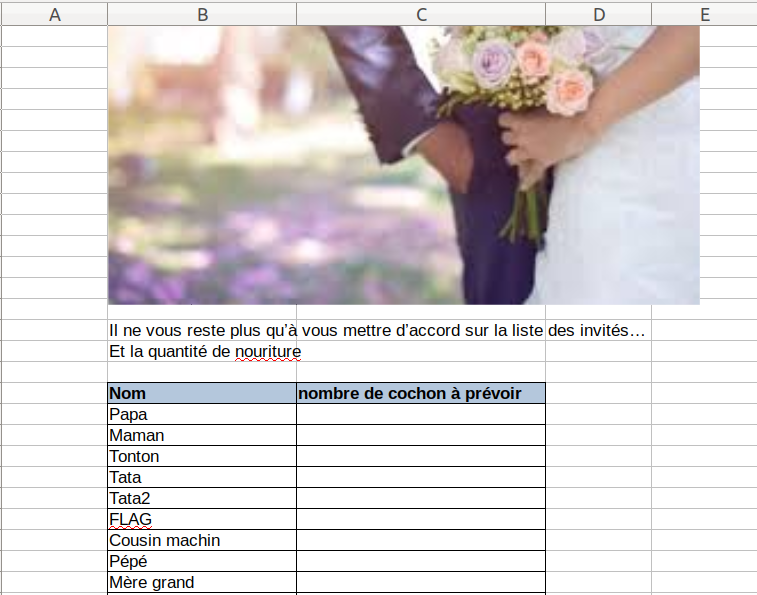 A B C D E
Il ne vous reste plus qu’à vous mettre d’accord sur la liste des invités…
Et la quantité de nouriture
Nom nombre de cochon à prévoir
Papa
Maman
Tonton
Tata
Tata2
FLAG
Cousin machin
Pépé
Mère grand